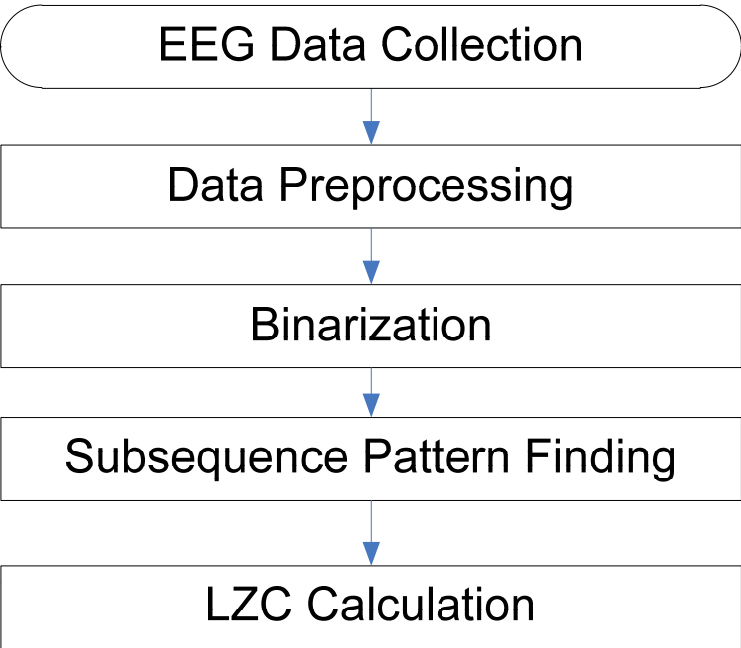 EEG Data Collection
Data Preprocessing
Binarization
Subsequence Pattern Finding
LZC Calculation